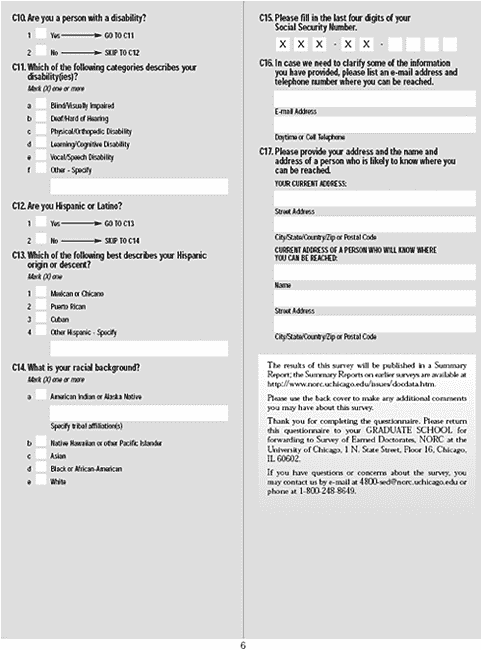 C10. Are you a person with a disability?
1 Yes GO TO C11
2 No SKIP TO C12
C11. Which of the following categories describes your
disability(ies)?
Mark (X) one or more
a Blind/Visually Impaired
b Deaf/Hard of Hearing
c Physical/Orthopedic Disability
d Learning/Cognitive Disability
e Vocal/Speech Disability
f Other - Specify
C12. Are you Hispanic or Latino?
1 Yes GO TO C13
2 No SKIP TO C14
C13. Which of the following best describes your Hispanic
origin or descent?
Mark (X) one
1 Mexican or Chicano
2 Puerto Rican
3 Cuban
4 Other Hispanic - Specify
C14. What is your racial background?
Mark (X) one or more
a American Indian or Alaska Native
Specify tribal affiliation(s)
b Native Hawaiian or other Pacific Islander
c Asian
d Black or African-American
e White
C15. Please fill in the last four digits of your
Social Security Number.
X X X - X X -
C16. In case we need to clarify some of the information
you have provided, please list an e-mail address and
telephone number where you can be reached.
E-mail Address
Daytime or Cell Telephone
C17. Please provide your address and the name and
address of a person who is likely to know where you
can be reached.
YOUR CURRENT ADDRESS:
Street Address
City/State/Country/Zip or Postal Code
CURRENT ADDRESS OF A PERSON WHO WILL KNOW WHERE
YOU CAN BE REACHED:
Name
Street Address
City/State/Country/Zip or Postal Code
The results of this survey will be published in a Summary
Report; the Summary Reports on earlier surveys are available at
http://www.norc.uchicago.edu/issues/docdata.htm.
Please use the back cover to make any additional comments
you may have about this survey.
Thank you for completing the questionnaire. Please return
this questionnaire to your GRADUATE SCHOOL for
forwarding to Survey of Earned Doctorates, NORC at the
University of Chicago, 1 N. State Street, Floor 16, Chicago,
IL 60602.
If you have questions or concerns about the survey, you
may contact us by e-mail at 4800-sed@norc.uchicago.edu or
phone at 1-800-248-8649.
6